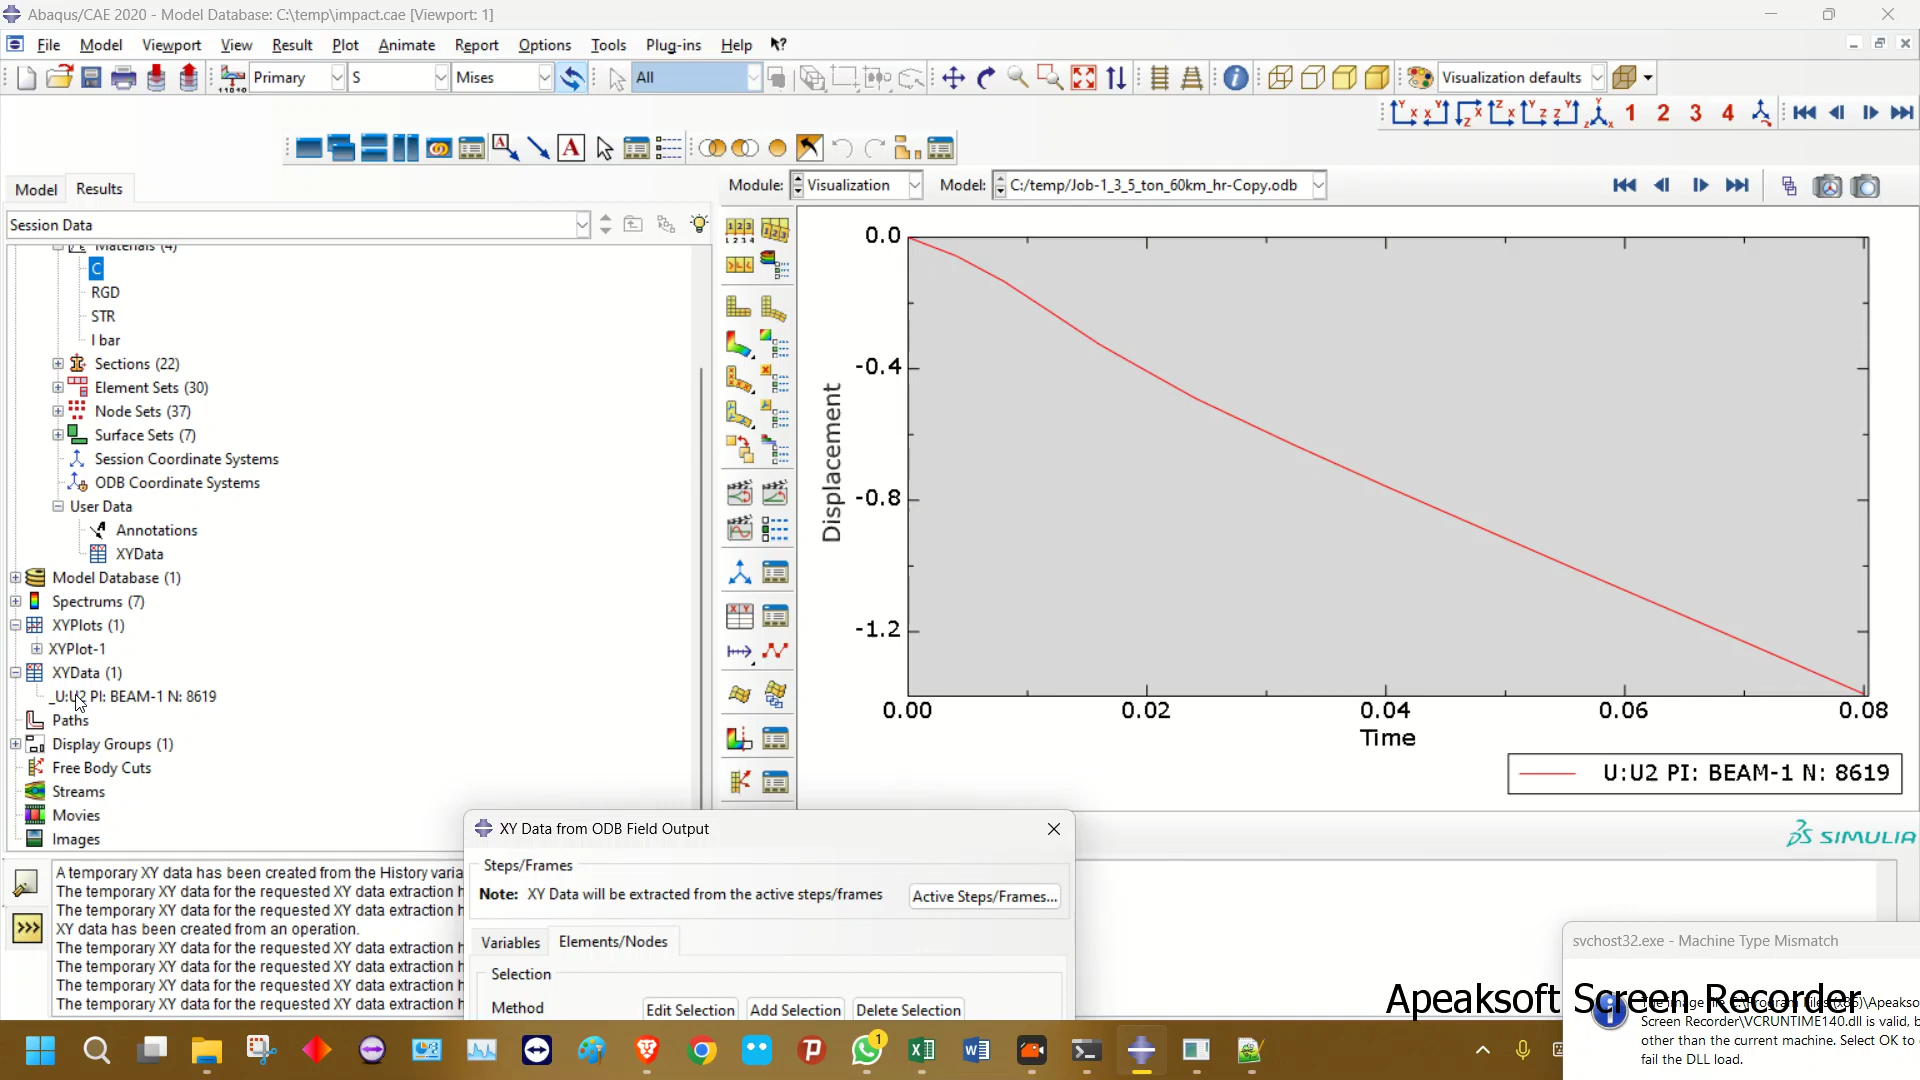 Abaqus/CAE 2020 - Model Database: C:\temp\impact.cae [Viewport: 1]
File Model Viewport View Result Plot Animate Report Options Tools Plug-ins Help
Primary S Mises All Visualization defaults
1 2 3 4
Model Results
Module: Visualization Model: C:/temp/Job-1_3_5_ton_60km_hr-Copy.odb
Session Data
Materials (4)
C
RGD
STR
I bar
Sections (22)
Element Sets (30)
Node Sets (37)
Surface Sets (7)
Session Coordinate Systems
ODB Coordinate Systems
User Data
Annotations
XYData
Model Database (1)
Spectrums (7)
XYPlots (1)
XYPlot-1
XYData (1)
_U:U2 PI: BEAM-1 N: 8619
Paths
Display Groups (1)
Free Body Cuts
Streams
Movies
Images
0.0
-0.4
-0.8
-1.2
Displacement
0.00 0.02 0.04 0.06 0.08
Time
U:U2 PI: BEAM-1 N: 8619
SIMULIA
A temporary XY data has been created from the History varia
The temporary XY data for the requested XY data extraction h
The temporary XY data for the requested XY data extraction h
XY data has been created from an operation.
The temporary XY data for the requested XY data extraction h
The temporary XY data for the requested XY data extraction h
The temporary XY data for the requested XY data extraction h
The temporary XY data for the requested XY data extraction h
XY Data from ODB Field Output
Steps/Frames
Note: XY Data will be extracted from the active steps/frames Active Steps/Frames...
Variables Elements/Nodes
Selection
Method Edit Selection Add Selection Delete Selection
svchost32.exe - Machine Type Mismatch
Apeaksoft Screen Recorder
The image file C:\Program Files (x86)\Apeakso
Screen Recorder\VCRUNTIME140.dll is valid, b
other than the current machine. Select OK to
fail the DLL load.
1